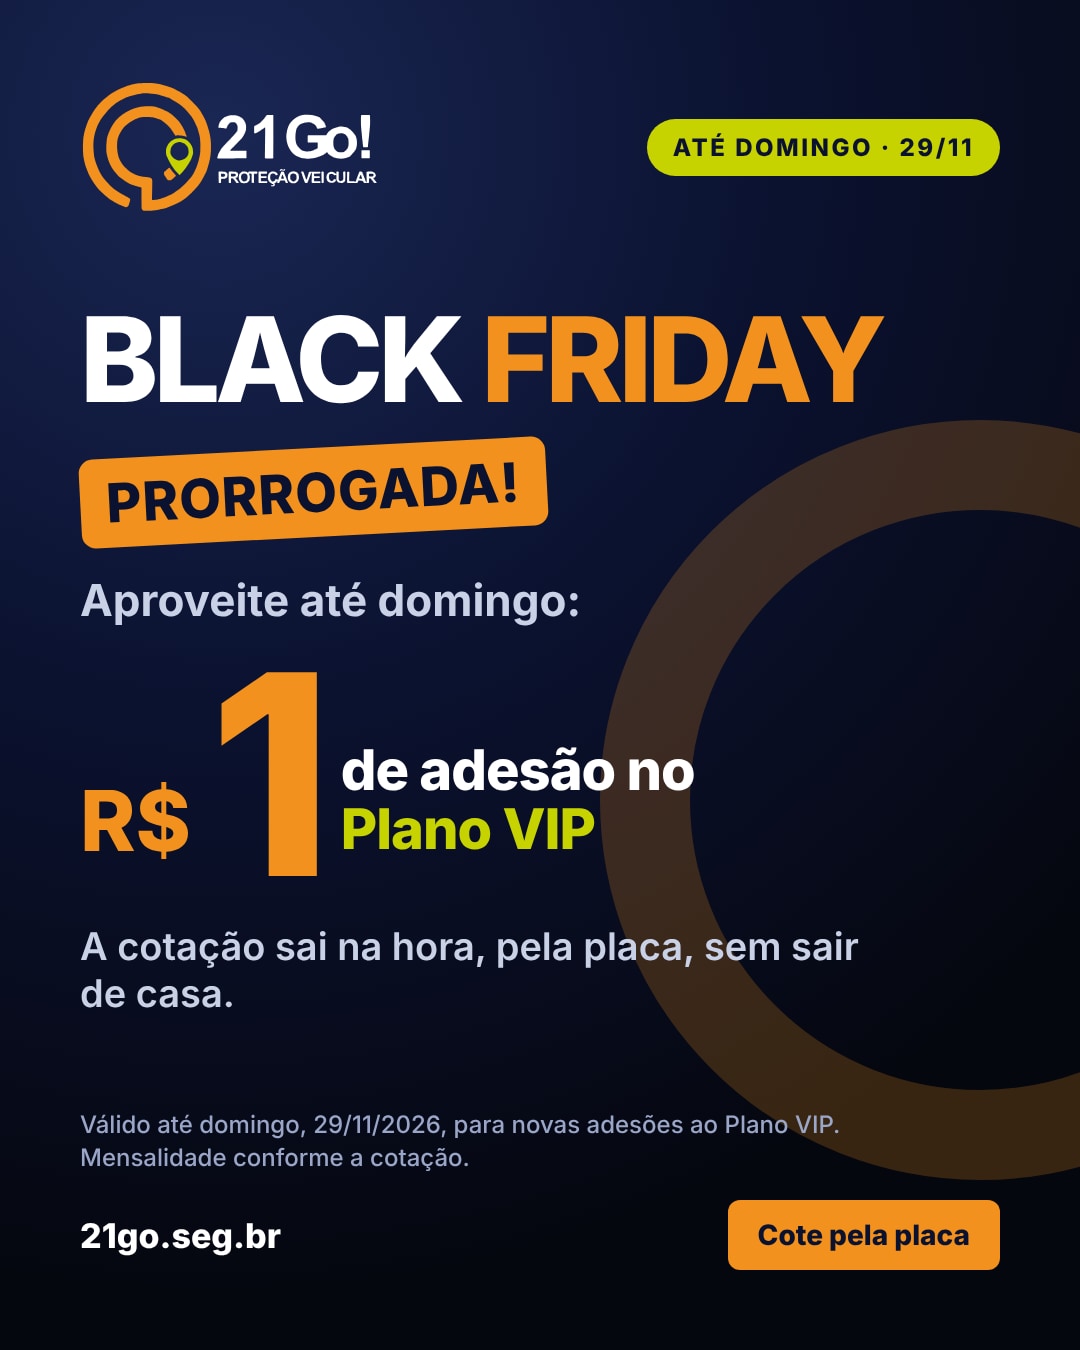 21Go!
PROTEÇÃO VEICULAR
ATÉ DOMINGO · 29/11
BLACK FRIDAY
PRORROGADA!
Aproveite até domingo:
R$ 1
de adesão no
Plano VIP
A cotação sai na hora, pela placa, sem sair
de casa.
Válido até domingo, 29/11/2026, para novas adesões ao Plano VIP.
Mensalidade conforme a cotação.
21go.seg.br
Cote pela placa